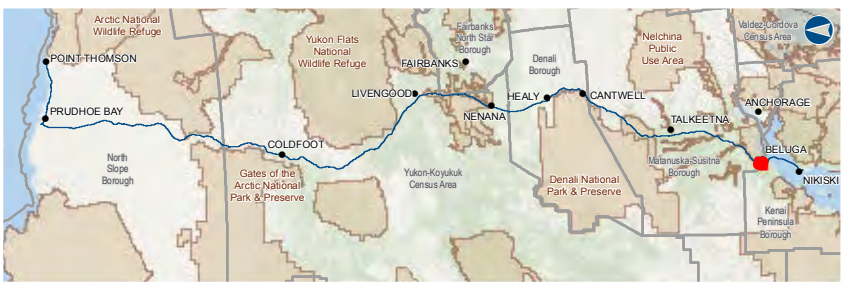 Arctic National
Wildlife Refuge
POINT THOMSON
PRUDHOE BAY
North
Slope
Borough
COLDFOOT
Gates of the
Arctic National
Park & Preserve
Yukon Flats
National
Wildlife Refuge
LIVENGOOD
FAIRBANKS
Fairbanks
North Star
Borough
NENANA
Yukon-Koyukuk
Census Area
Denali
Borough
HEALY
CANTWELL
Denali National
Park & Preserve
Nelchina
Public
Use Area
TALKEETNA
Matanuska-Susitna
Borough
Valdez-Cordova
Census Area
ANCHORAGE
BELUGA
NIKISKI
Kenai
Peninsula
Borough